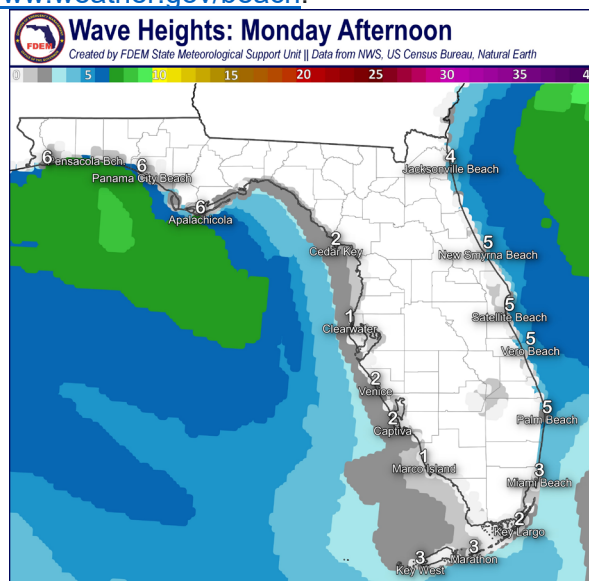 www.weather.gov/beach.
FDEM
Wave Heights: Monday Afternoon
Created by FDEM State Meteorological Support Unit || Data from NWS, US Census Bureau, Natural Earth
0 5 10 15 20 25 30 35 4
6
Pensacola Bch.
6
Panama City Beach
6
Apalachicola
4
Jacksonville Beach
2
Cedar Key
5
New Smyrna Beach
5
Satellite Beach
1
Clearwater
5
Vero Beach
2
Venice
2
Captiva
5
Palm Beach
1
Marco Island
3
Miami Beach
2
Key Largo
3
Marathon
3
Key West